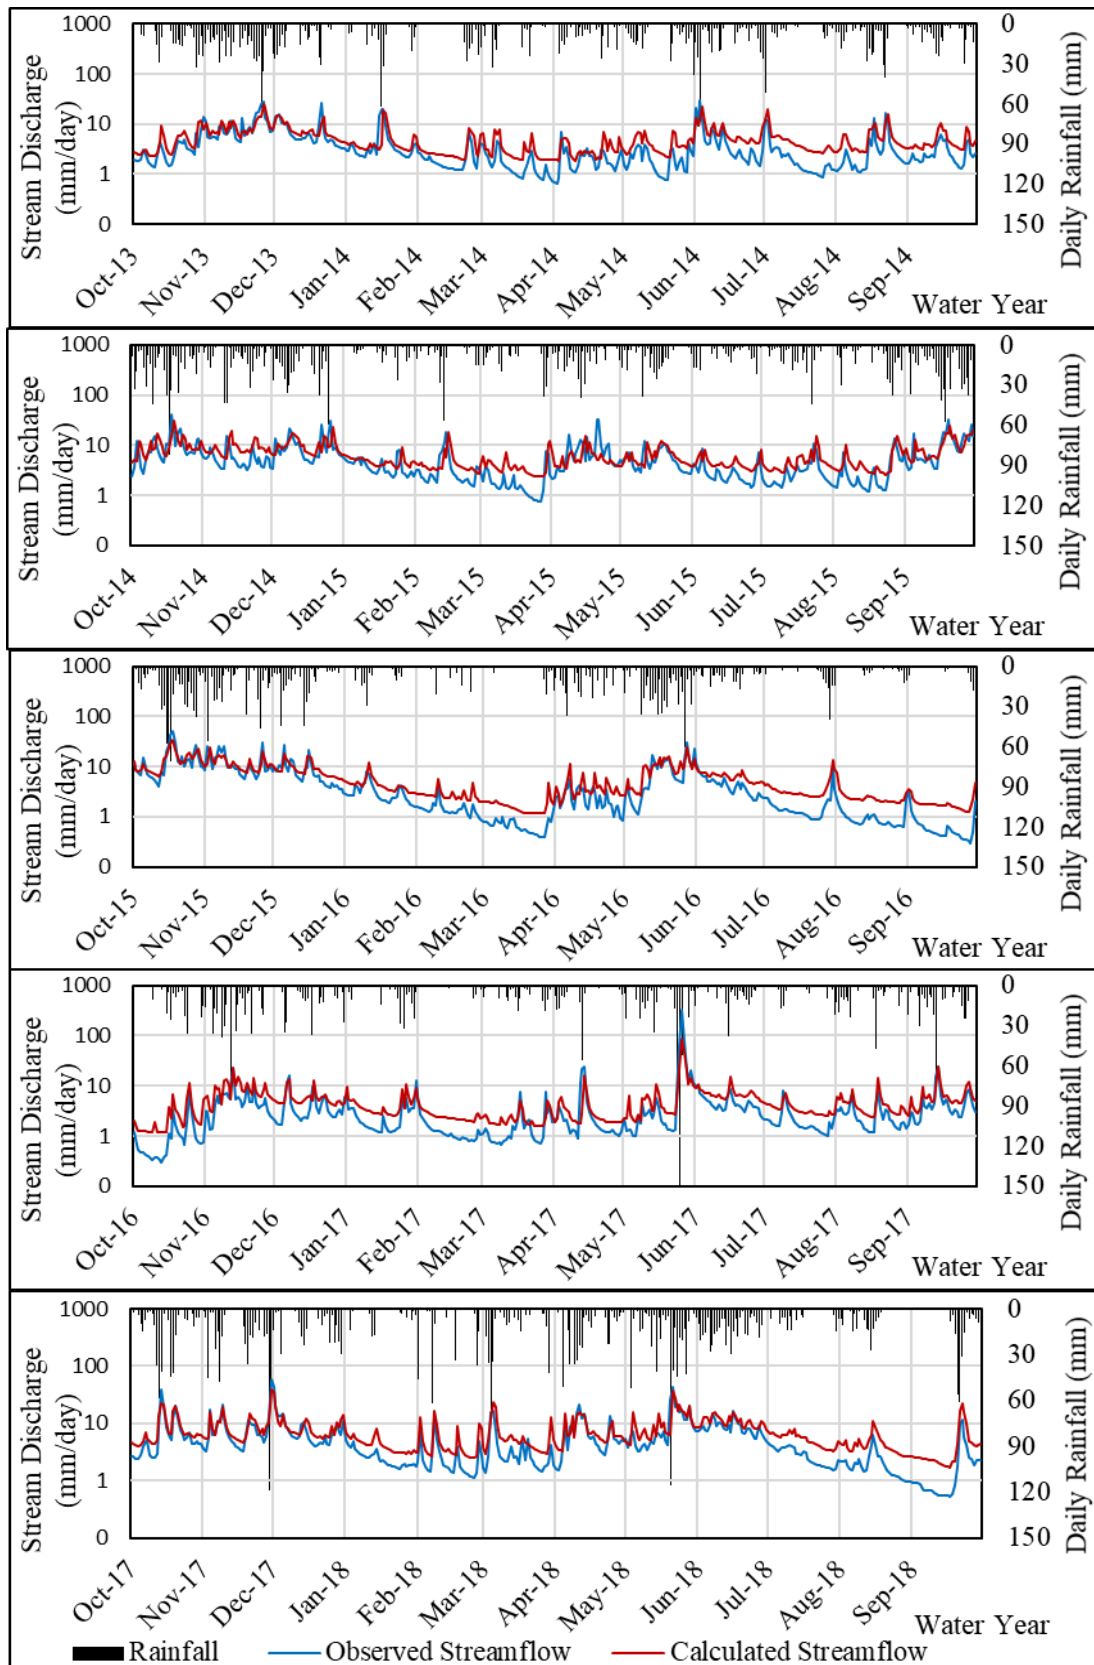 Stream Discharge
(mm/day)
1000
100
10
1
0
0
30
60
90
120
150
Daily Rainfall (mm)
Oct-13
Nov-13
Dec-13
Jan-14
Feb-14
Mar-14
Apr-14
May-14
Jun-14
Jul-14
Aug-14
Sep-14
Water Year
Stream Discharge
(mm/day)
1000
100
10
1
0
0
30
60
90
120
150
Daily Rainfall (mm)
Oct-14
Nov-14
Dec-14
Jan-15
Feb-15
Mar-15
Apr-15
May-15
Jun-15
Jul-15
Aug-15
Sep-15
Water Year
Stream Discharge
(mm/day)
1000
100
10
1
0
0
30
60
90
120
150
Daily Rainfall (mm)
Oct-15
Nov-15
Dec-15
Jan-16
Feb-16
Mar-16
Apr-16
May-16
Jun-16
Jul-16
Aug-16
Sep-16
Water Year
Stream Discharge
(mm/day)
1000
100
10
1
0
0
30
60
90
120
150
Daily Rainfall (mm)
Oct-16
Nov-16
Dec-16
Jan-17
Feb-17
Mar-17
Apr-17
May-17
Jun-17
Jul-17
Aug-17
Sep-17
Water Year
Stream Discharge
(mm/day)
1000
100
10
1
0
0
30
60
90
120
150
Daily Rainfall (mm)
Oct-17
Nov-17
Dec-17
Jan-18
Feb-18
Mar-18
Apr-18
May-18
Jun-18
Jul-18
Aug-18
Sep-18
Water Year
Rainfall
Observed Streamflow
Calculated Streamflow